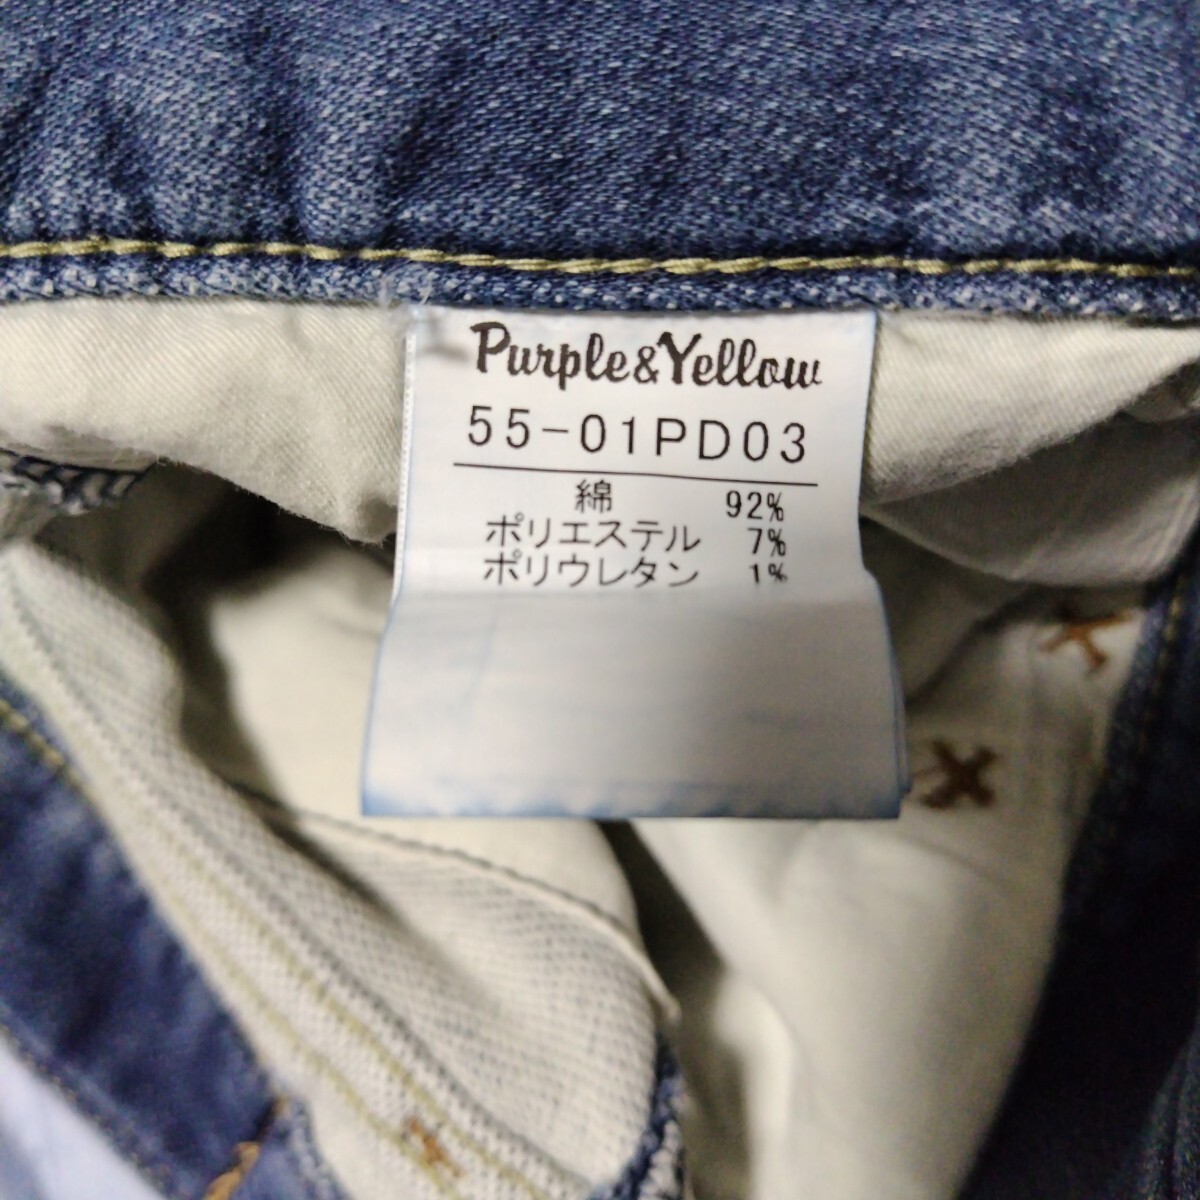 Purple&Yellow
55-01PD03
綿 92%
ポリエステル 7%
ポリウレタン 1%